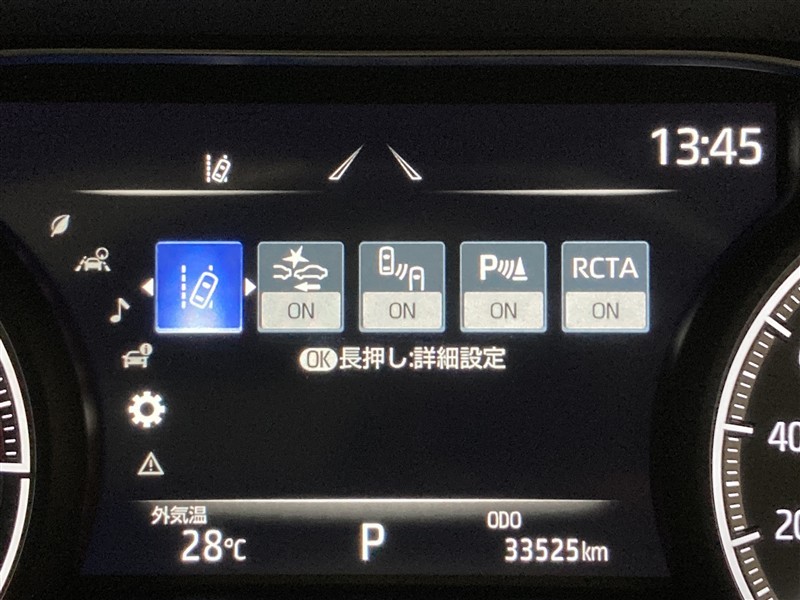 13:45
P RCTA
ON ON ON ON
OK長押し:詳細設定
外気温 ODO
28℃ P 33525km
40
20